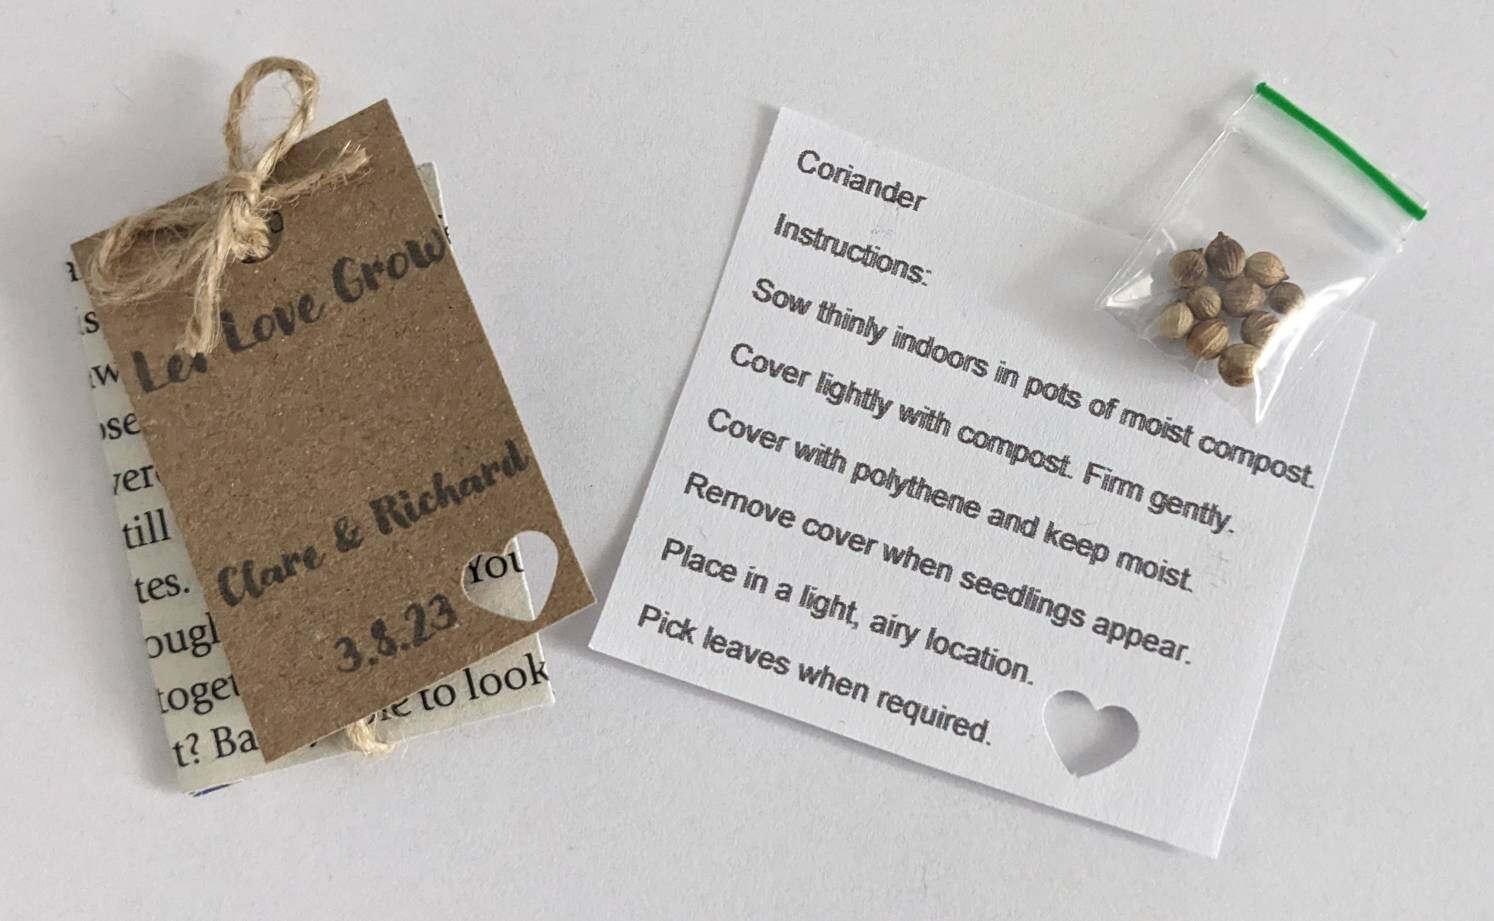 Let Love Grow
Clare & Richard
3.8.23
You
till
tes.
to look
t?
Coriander
Instructions:
Sow thinly indoors in pots of moist compost.
Cover lightly with compost. Firm gently.
Cover with polythene and keep moist.
Remove cover when seedlings appear.
Place in a light, airy location.
Pick leaves when required.